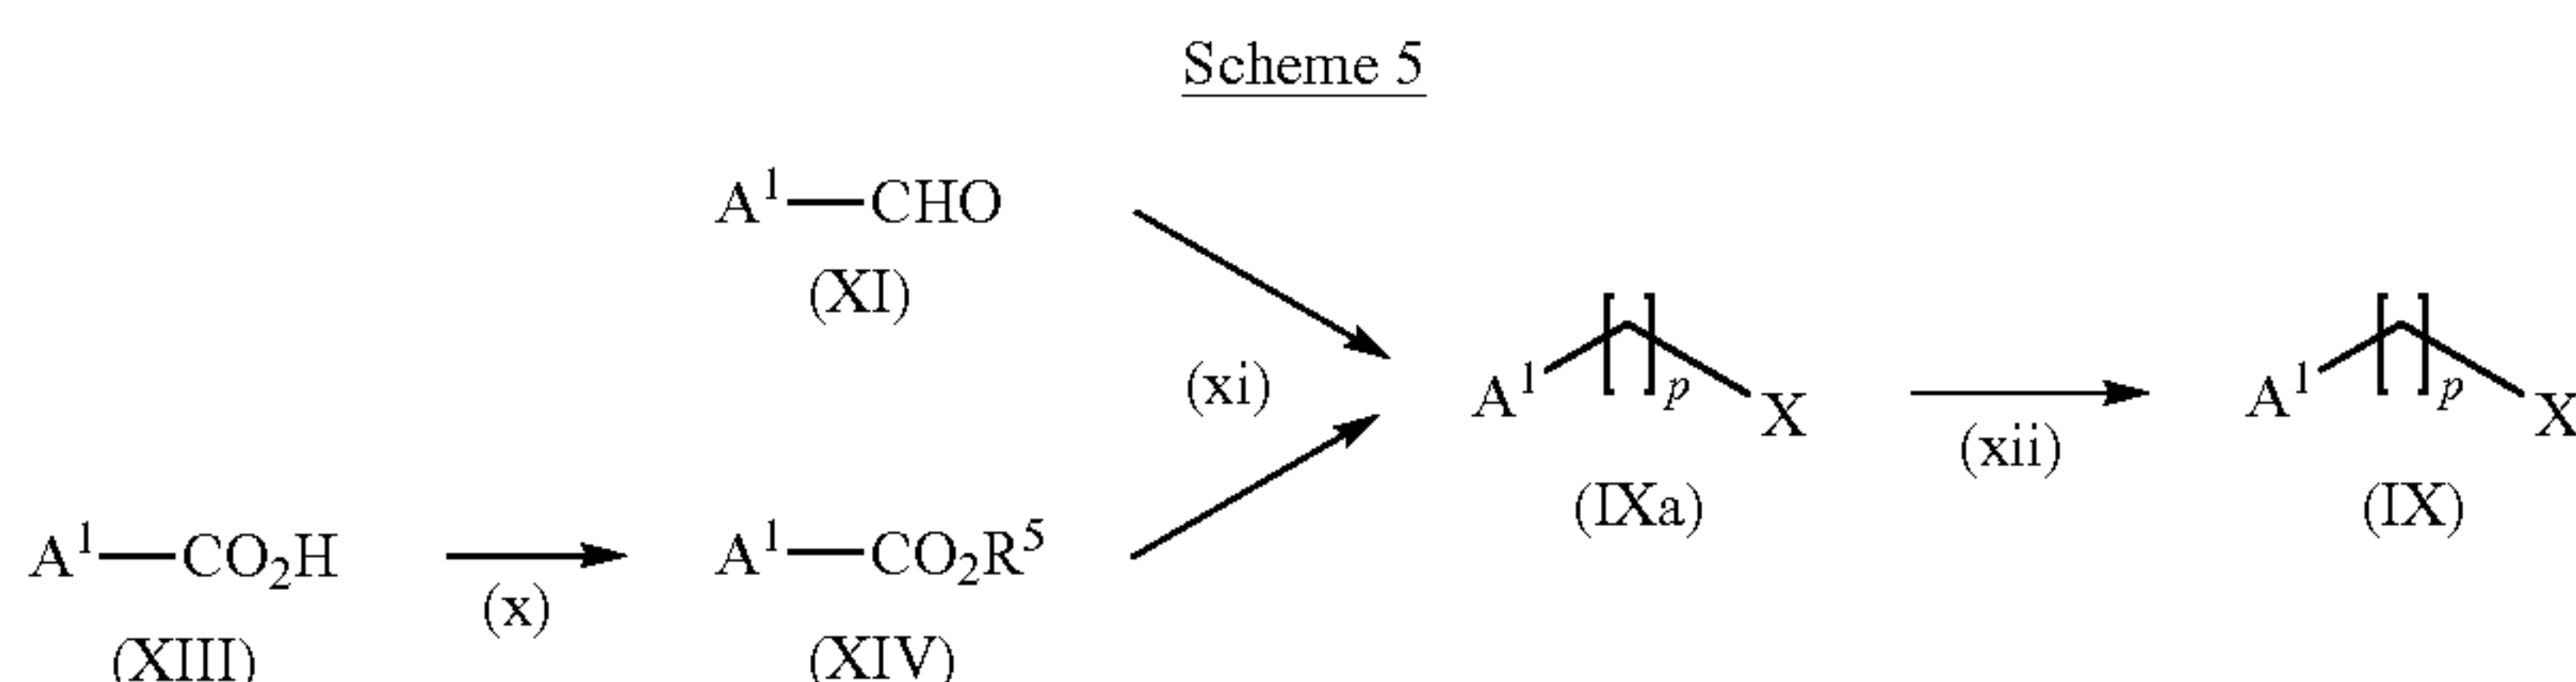 Scheme 5
A¹—CHO
(XI)
(xi)
A¹ [ ]p X
(IXa)
(xii)
A¹ [ ]p X
(IX)
A¹—CO₂H
(XIII)
(x)
A¹—CO₂R⁵
(XIV)